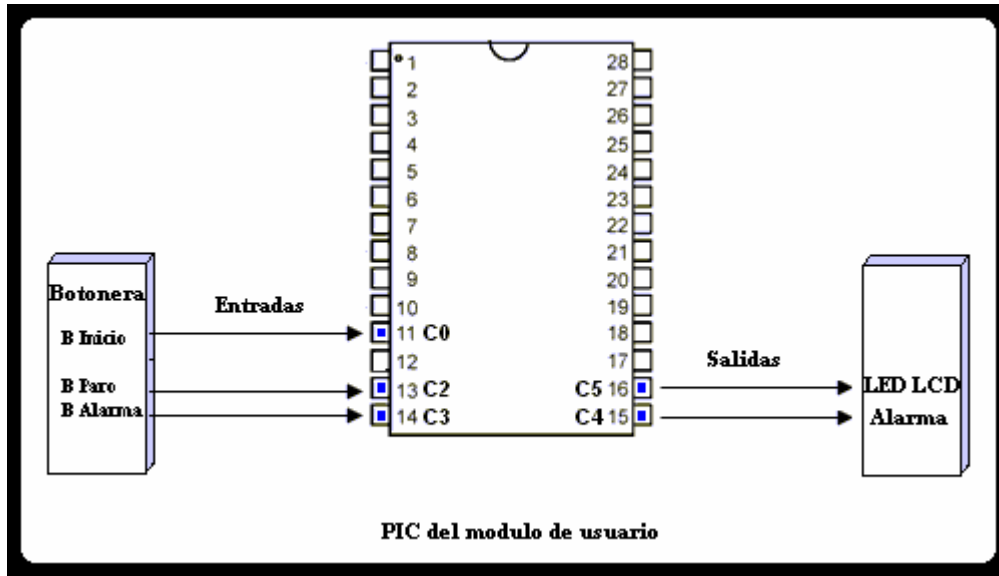 1 28
2 27
3 26
4 25
5 24
6 23
7 22
8 21
9 20
10 19
11 C0 18
12 17
13 C2 C5 16
14 C3 C4 15
Botonera
B Inicio
B Paro
B Alarma
Entradas
Salidas
LED LCD
Alarma
PIC del modulo de usuario